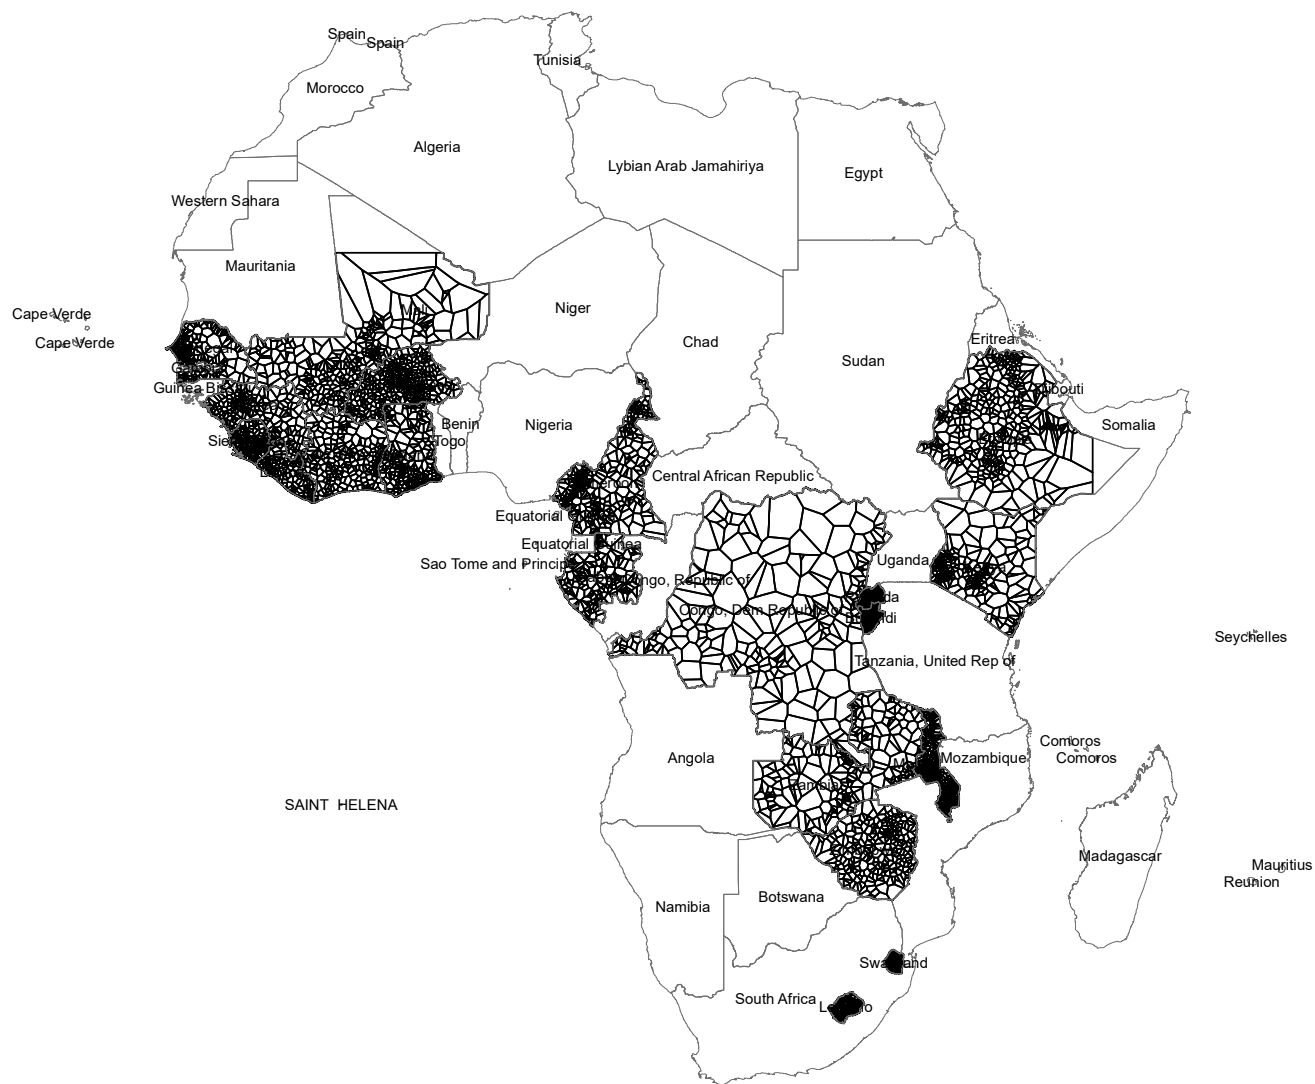 Spain
Spain
Tunisia
Morocco
Algeria
Lybian Arab Jamahiriya
Egypt
Western Sahara
Mauritania
Cape Verde
Niger
Cape Verde
Chad
Eritrea
Sudan
Guinea Bi
Benin
Nigeria
Somalia
Togo
Central African Republic
Equatorial
Equatorial Guinea
Uganda
Sao Tome and Princip
Republic of
Congo, Dem Republic of
Seychelles
Tanzania, United Rep of
Comoros
Angola
Mozambique
Comoros
Zambia
SAINT HELENA
Madagascar
Mauritius
Reunion
Botswana
Namibia
South Africa